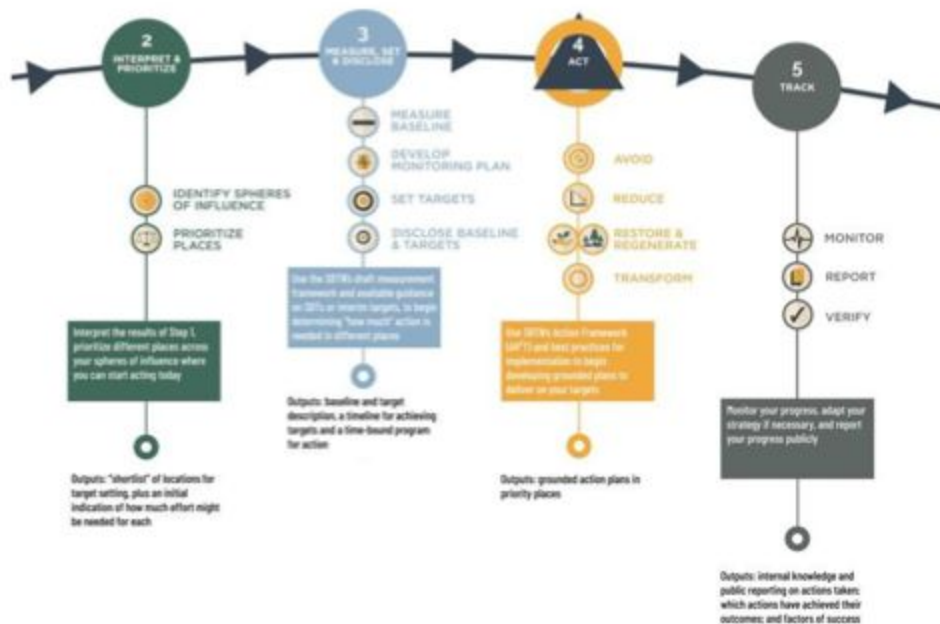 2
INTERPRET &
PRIORITIZE
IDENTIFY SPHERES
OF INFLUENCE
PRIORITIZE
PLACES
Interpret the results of Step 1,
prioritize different places across
your spheres of influence where
you can start acting today
Outputs: "shortlist" of locations for
target setting, plus an initial
indication of how much effort might
be needed for each
3
MEASURE, SET
& DISCLOSE
MEASURE
BASELINE
DEVELOP
MONITORING PLAN
SET TARGETS
DISCLOSE BASELINE
& TARGETS
Use the SBTN's draft measurement
framework and available guidance
on SBTs or interim targets, to begin
determining "how much" action is
needed in different places
Outputs: baseline and target
description, a timeline for achieving
targets and a time-bound program
for action
4
ACT
AVOID
REDUCE
RESTORE &
REGENERATE
TRANSFORM
Use SBTN's Action Framework
and best practices for
implementation to begin
developing grounded plans to
deliver on your targets
Outputs: grounded action plans in
priority places
5
TRACK
MONITOR
REPORT
VERIFY
Monitor your progress, adapt your
strategy if necessary, and report
your progress publicly
Outputs: internal knowledge and
public reporting on actions taken;
which actions have achieved their
outcomes; and factors of success